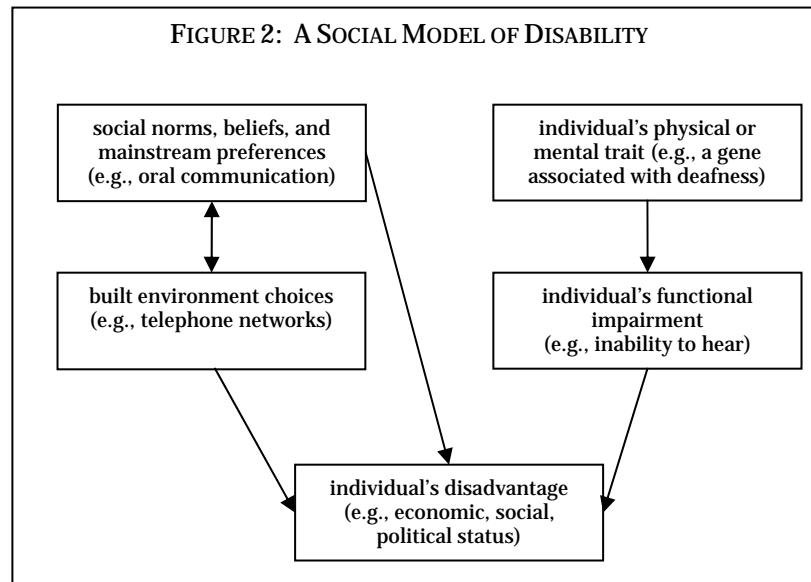 FIGURE 2: A SOCIAL MODEL OF DISABILITY
social norms, beliefs, and
mainstream preferences
(e.g., oral communication)
individual's physical or
mental trait (e.g., a gene
associated with deafness)
built environment choices
(e.g., telephone networks)
individual's functional
impairment
(e.g., inability to hear)
individual's disadvantage
(e.g., economic, social,
political status)